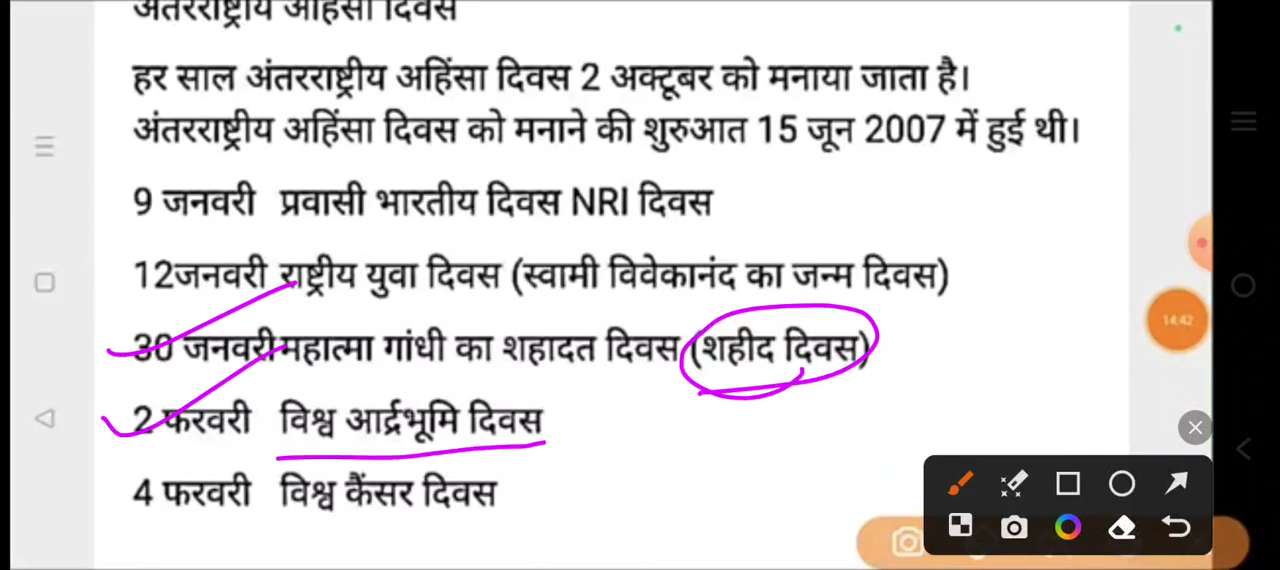 अंतरराष्ट्रीय अहिंसा दिवस
हर साल अंतरराष्ट्रीय अहिंसा दिवस 2 अक्टूबर को मनाया जाता है।
अंतरराष्ट्रीय अहिंसा दिवस को मनाने की शुरुआत 15 जून 2007 में हुई थी।
9 जनवरी प्रवासी भारतीय दिवस NRI दिवस
12जनवरी राष्ट्रीय युवा दिवस (स्वामी विवेकानंद का जन्म दिवस)
14:42
30 जनवरीमहात्मा गांधी का शहादत दिवस (शहीद दिवस)
2 फरवरी विश्व आर्द्रभूमि दिवस
4 फरवरी विश्व कैंसर दिवस